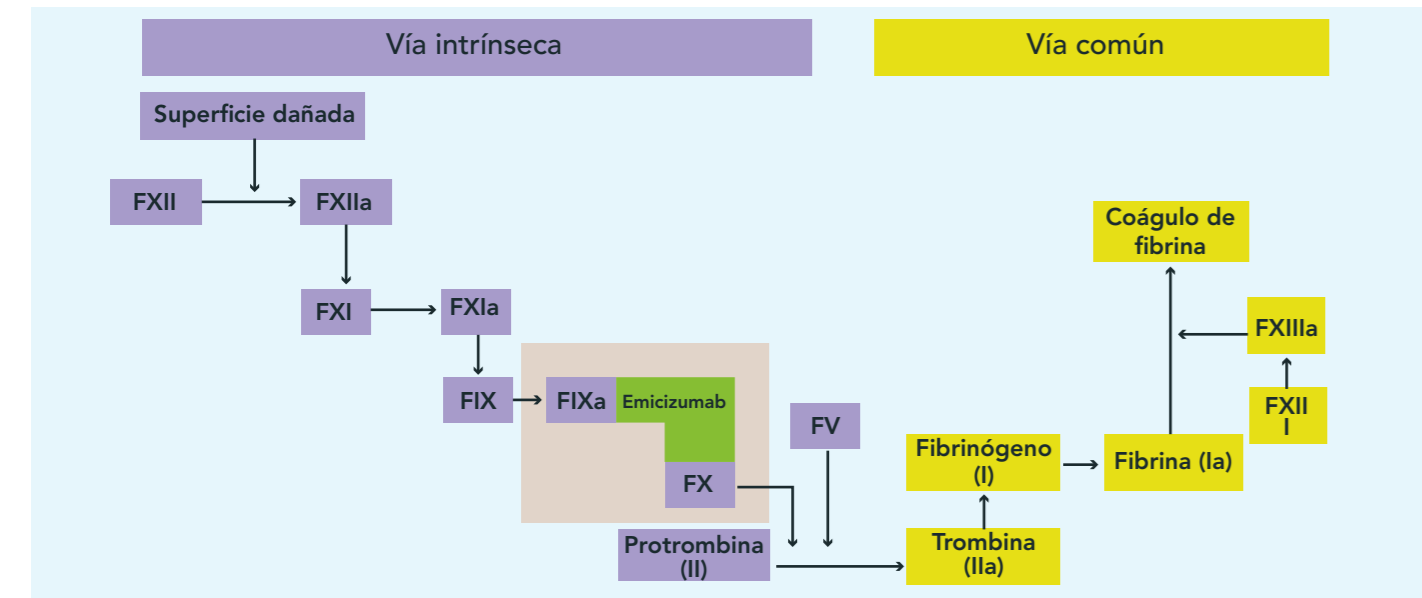 Vía intrínseca
Vía común
Superficie dañada
FXII
FXIIa
Coágulo de
fibrina
FXI
FXIa
FXIIIa
FIX
FIXa
Emicizumab
FV
FXII
I
Fibrinógeno
(I)
Fibrina (Ia)
FX
Protrombina
(II)
Trombina
(IIa)